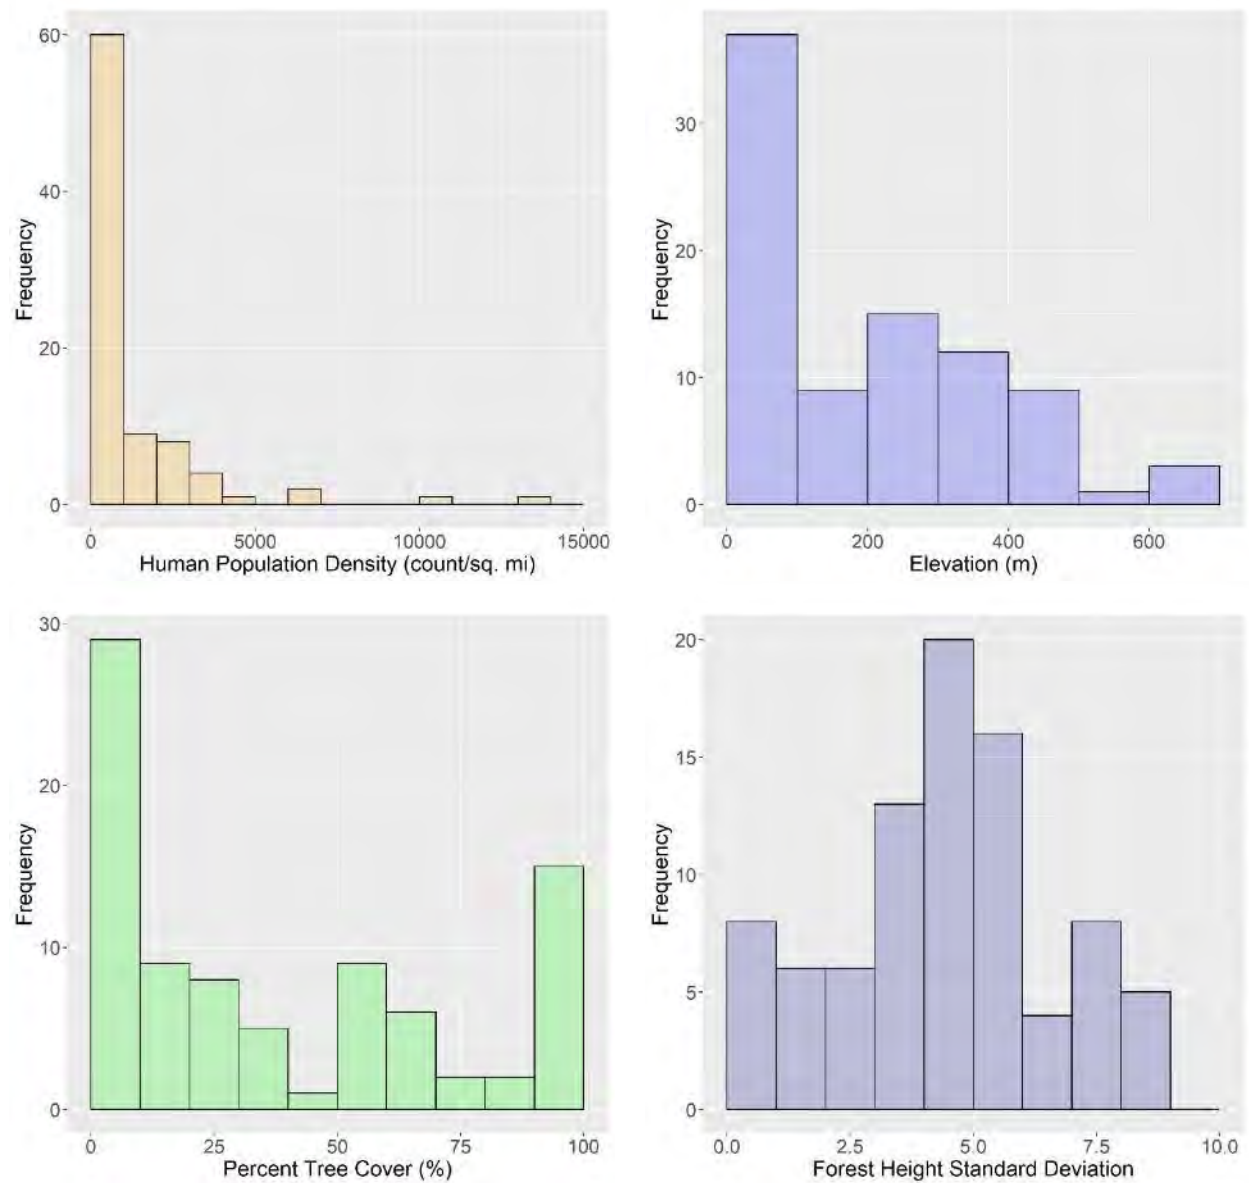 60
40
20
0
Frequency
0 5000 10000 15000
Human Population Density (count/sq. mi)
30
20
10
0
Frequency
0 200 400 600
Elevation (m)
30
20
10
0
Frequency
0 25 50 75 100
Percent Tree Cover (%)
20
15
10
5
0
Frequency
0.0 2.5 5.0 7.5 10.0
Forest Height Standard Deviation